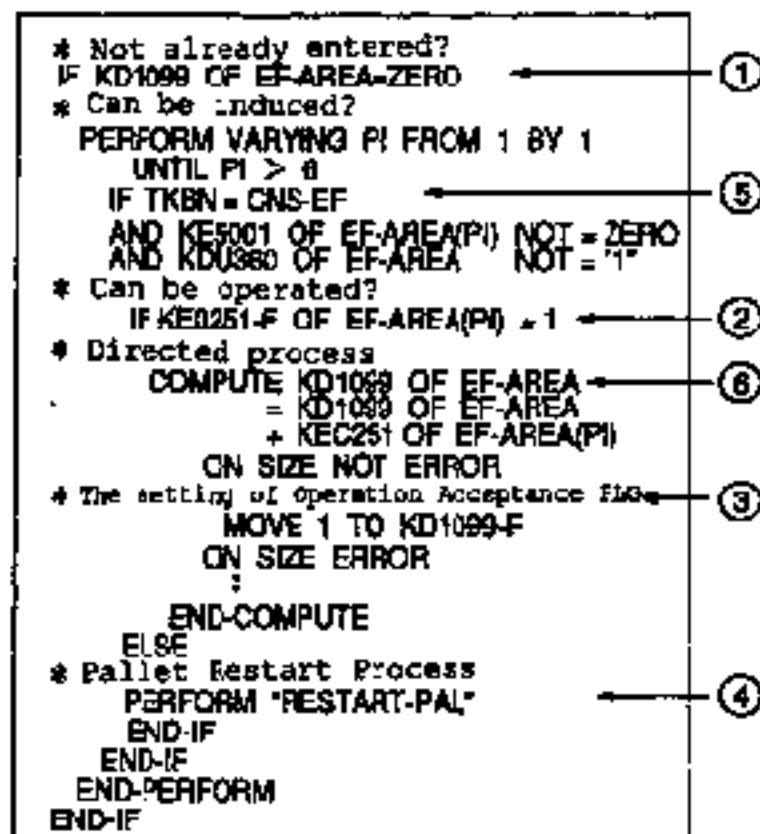 * Not already entered?
IF KD1099 OF EF-AREA=ZERO ①
* Can be induced?
PERFORM VARYING PI FROM 1 BY 1
UNTIL PI > 6
IF TKBN = CNS-EF ⑤
AND KE5001 OF EF-AREA(PI) NOT = ZERO
AND KDU360 OF EF-AREA NOT = "1"
* Can be operated?
IF KE0251-F OF EF-AREA(PI) = 1 ②
* Directed process
COMPUTE KD1099 OF EF-AREA ⑥
= KD1099 OF EF-AREA
+ KEC251 OF EF-AREA(PI)
ON SIZE NOT ERROR
* The setting of Operation Acceptance FLG ③
MOVE 1 TO KD1099-F
ON SIZE ERROR
:
END-COMPUTE
ELSE
* Pallet Restart Process
PERFORM "RESTART-PAL" ④
END-IF
END-IF
END-PERFORM
END-IF